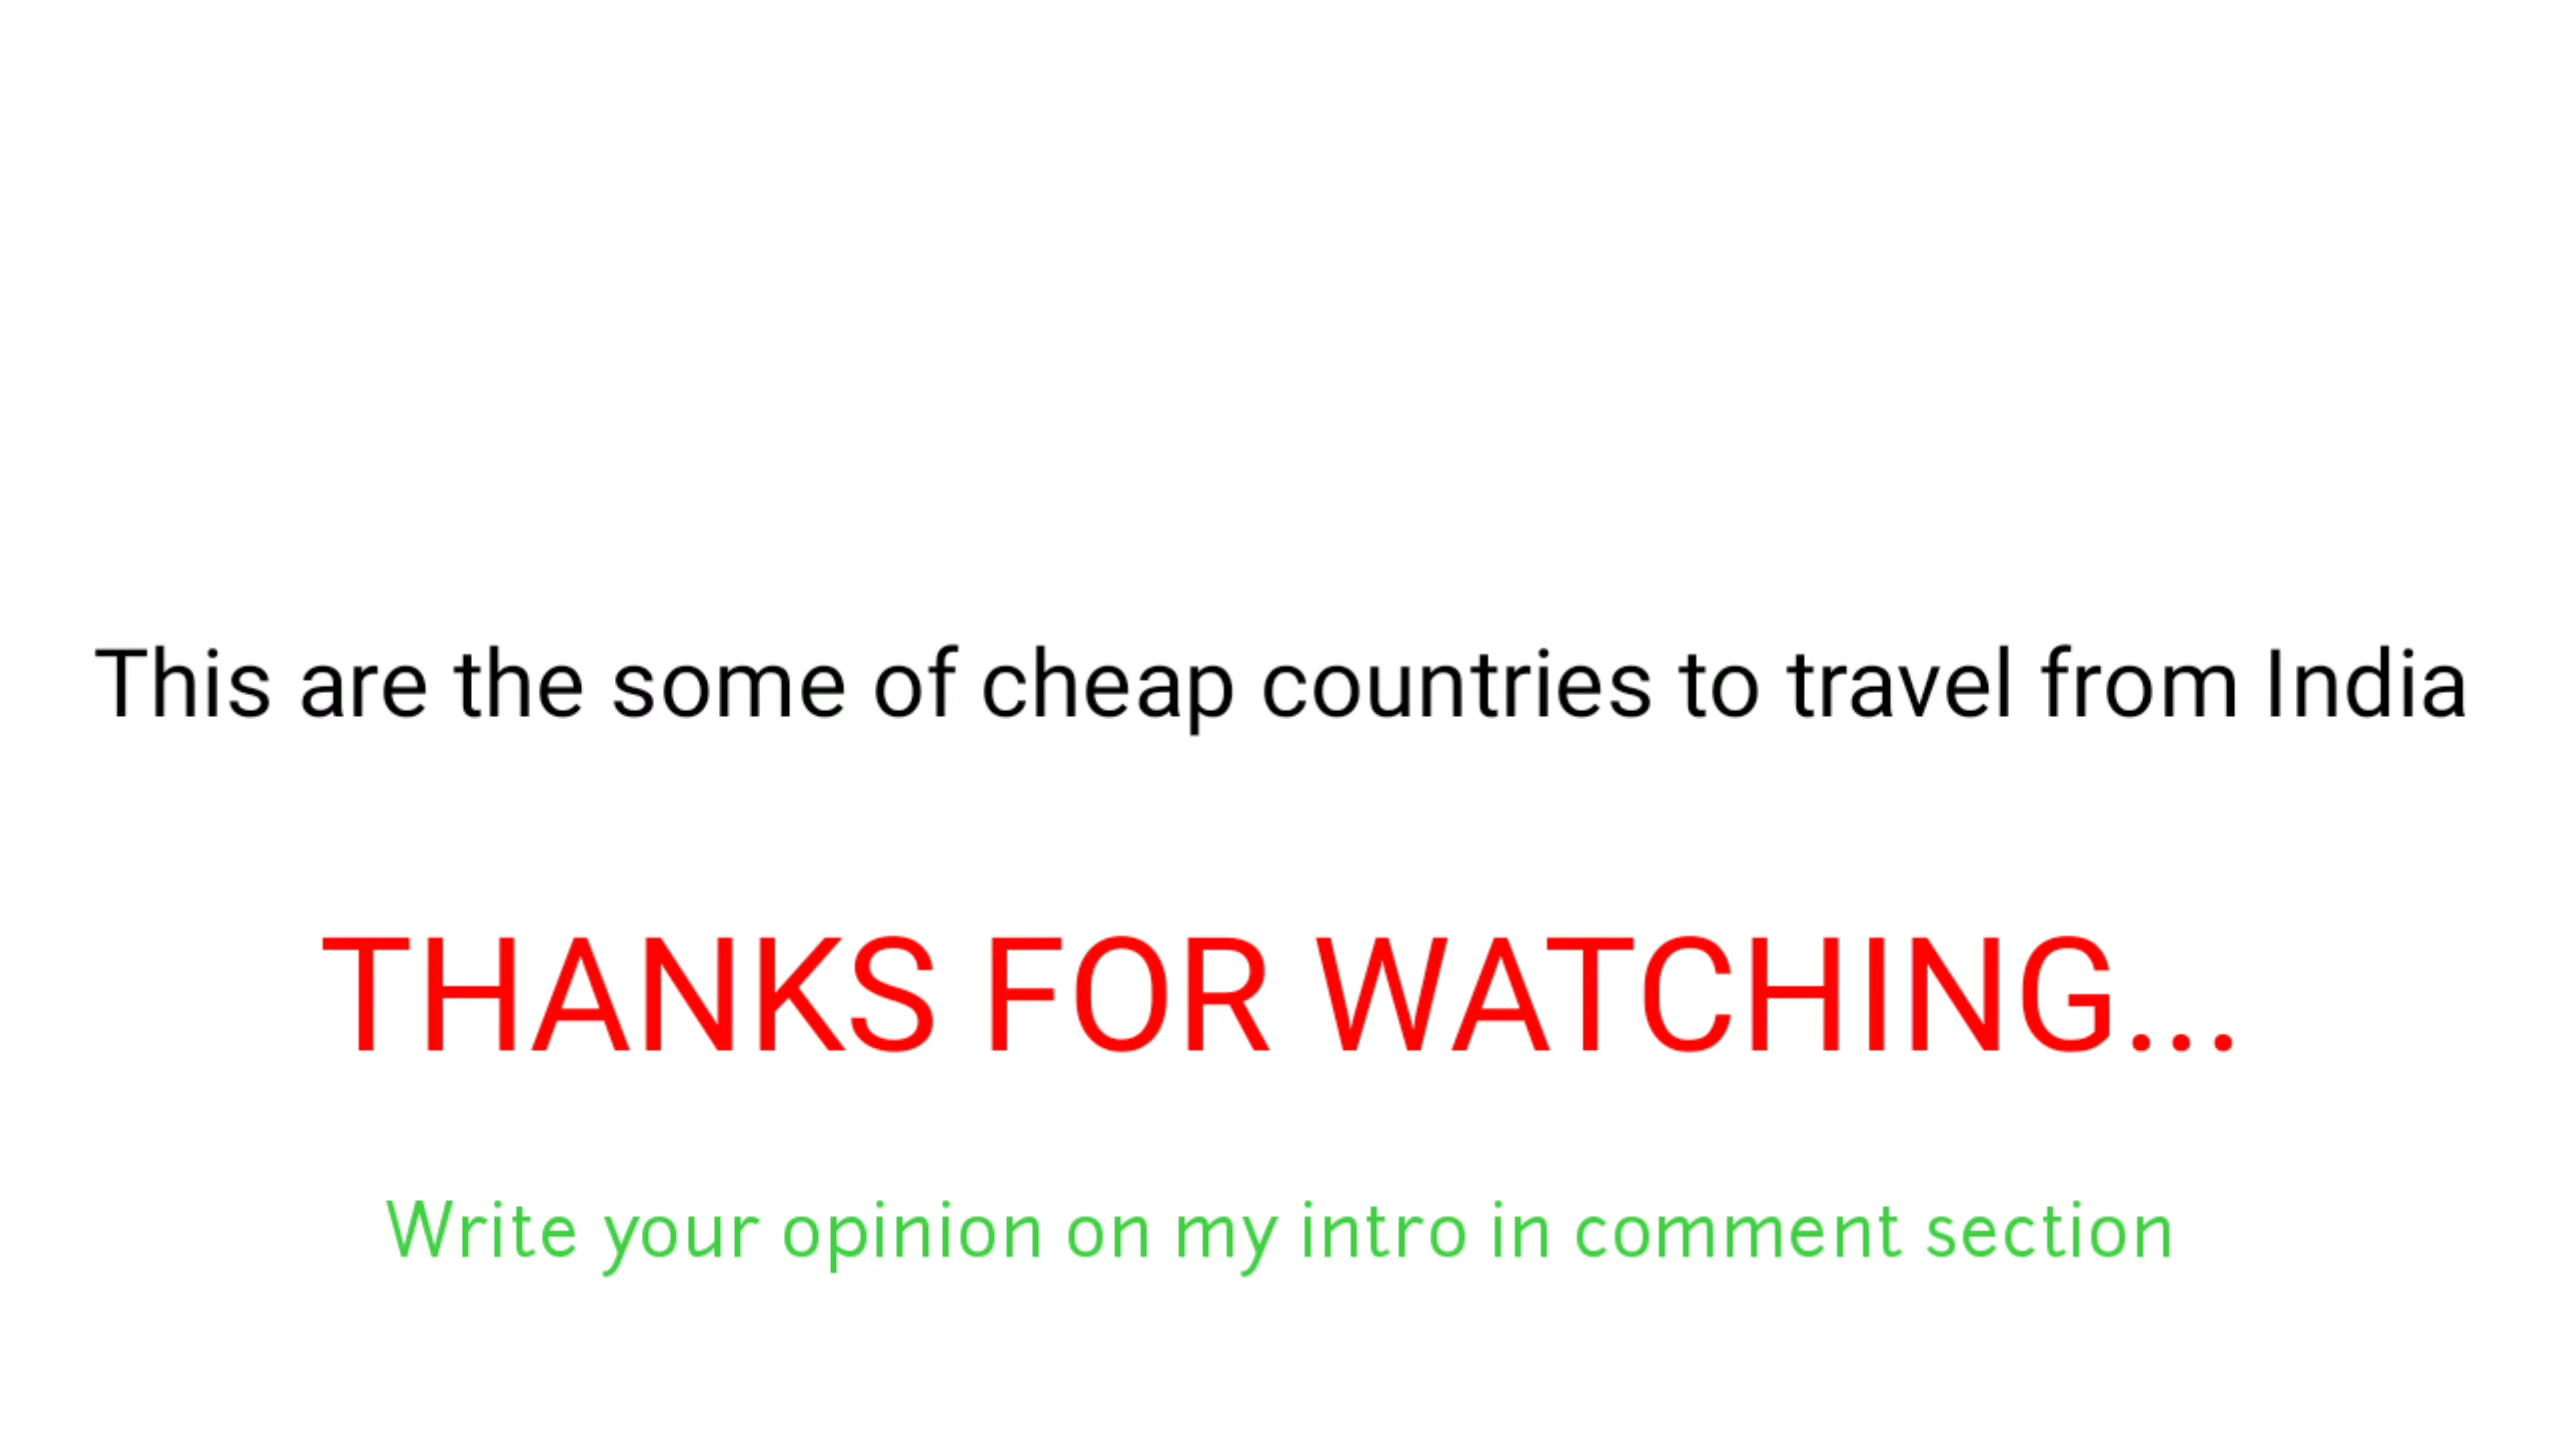 This are the some of cheap countries to travel from India
THANKS FOR WATCHING...
Write your opinion on my intro in comment section